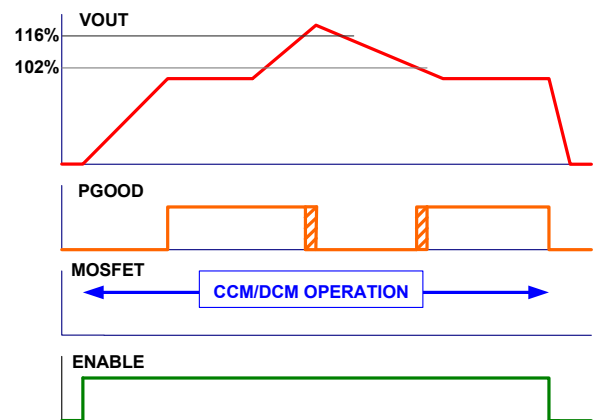 VOUT
116%
102%
PGOOD
MOSFET
CCM/DCM OPERATION
ENABLE